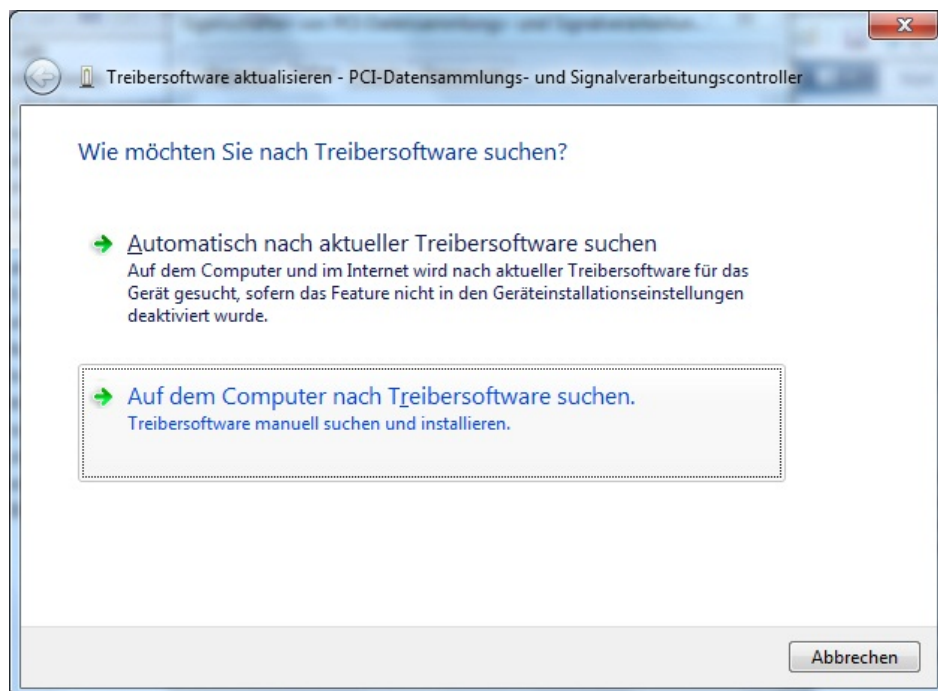 Treibersoftware aktualisieren - PCI-Datensammlungs- und Signalverarbeitungscontroller
Wie möchten Sie nach Treibersoftware suchen?
Automatisch nach aktueller Treibersoftware suchen
Auf dem Computer und im Internet wird nach aktueller Treibersoftware für das
Gerät gesucht, sofern das Feature nicht in den Geräteinstallationseinstellungen
deaktiviert wurde.
Auf dem Computer nach Treibersoftware suchen.
Treibersoftware manuell suchen und installieren.
Abbrechen